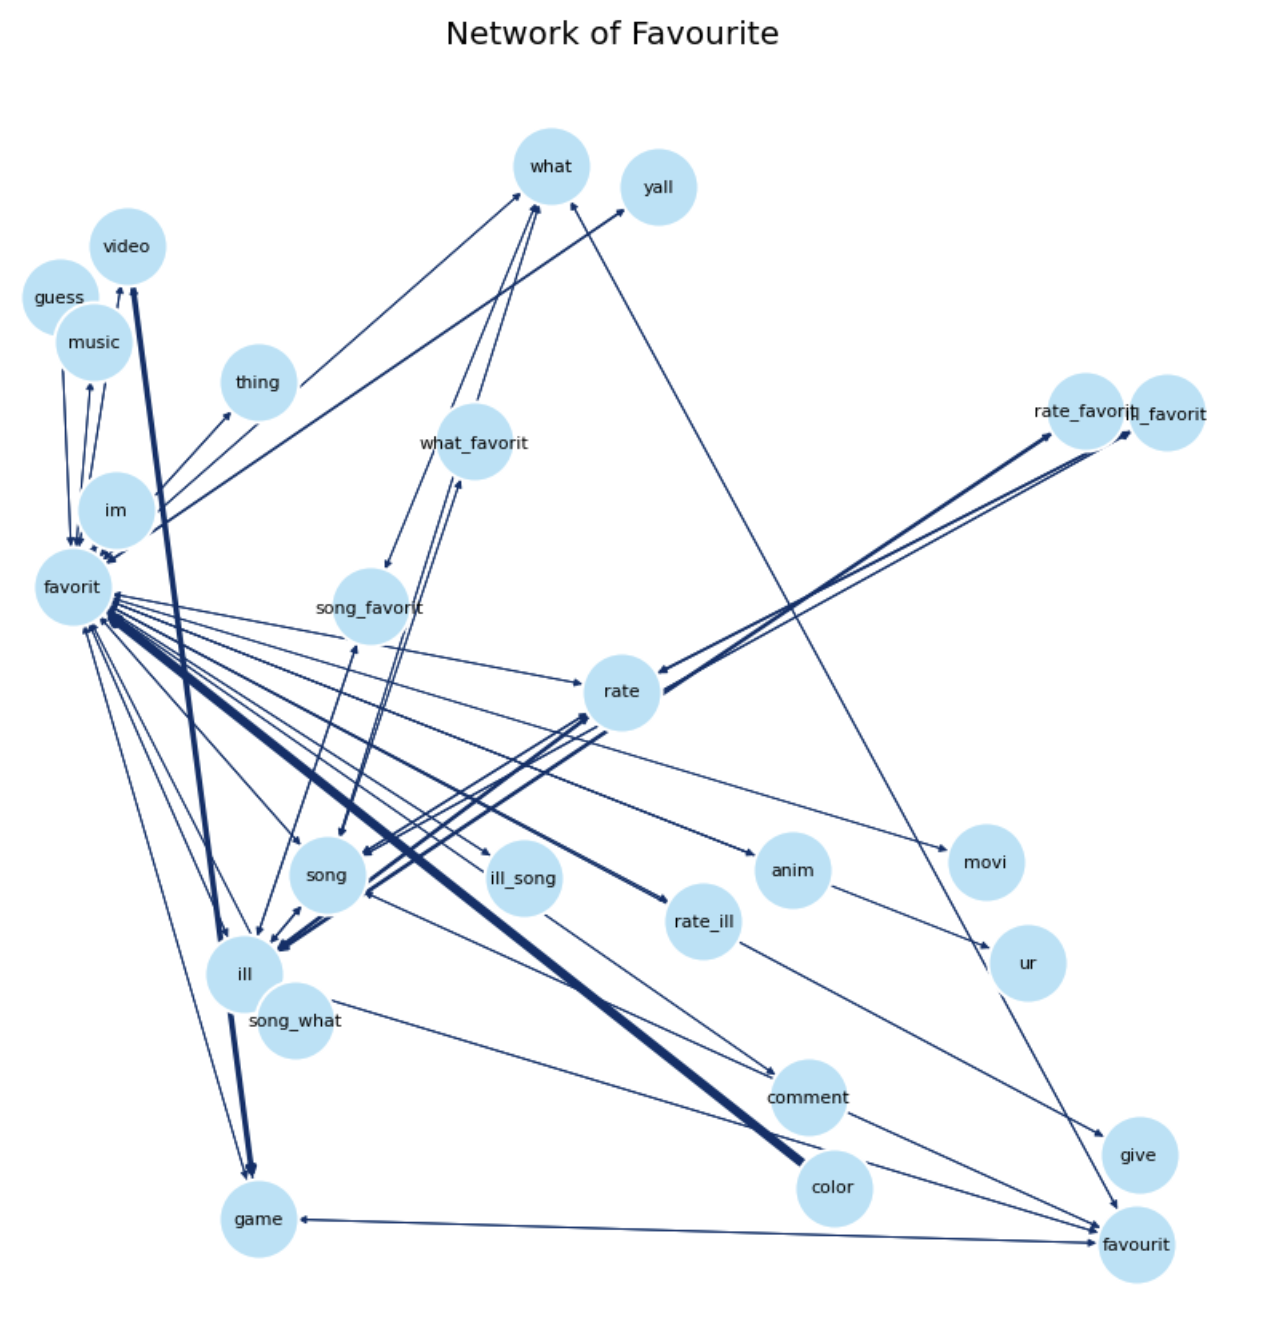 Network of Favourite
what
yall
video
guess
music
thing
rate_favorit
_favorit
what_favorit
im
favorit
song_favorit
rate
movi
anim
song
ill_song
rate_ill
ur
ill
song_what
comment
give
color
game
favourit